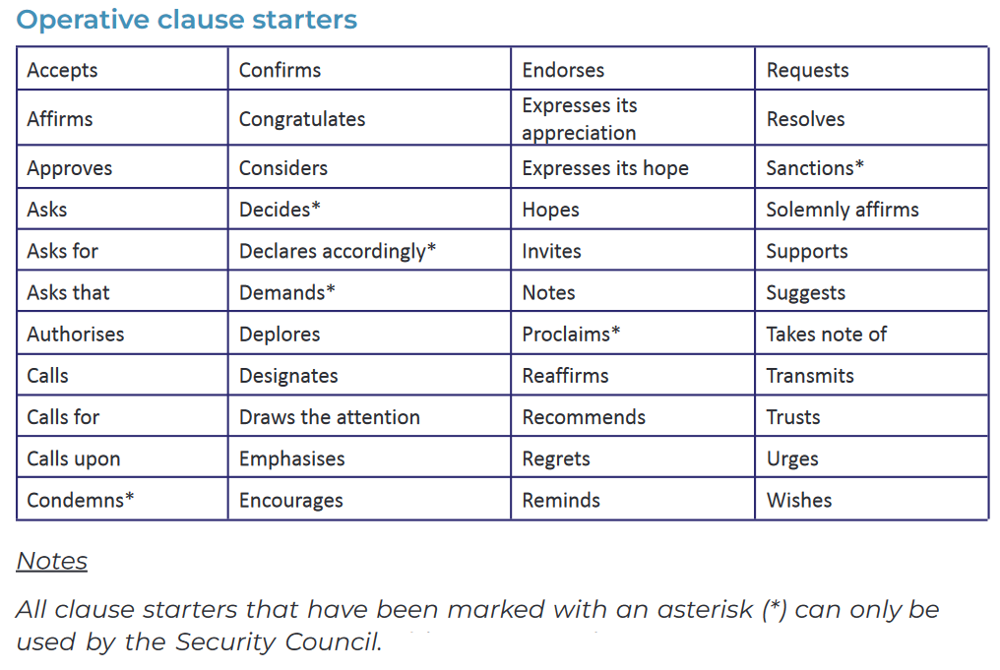 Operative clause starters
Accepts Confirms Endorses Requests
Affirms Congratulates Expresses its appreciation Resolves
Approves Considers Expresses its hope Sanctions*
Asks Decides* Hopes Solemnly affirms
Asks for Declares accordingly* Invites Supports
Asks that Demands* Notes Suggests
Authorises Deplores Proclaims* Takes note of
Calls Designates Reaffirms Transmits
Calls for Draws the attention Recommends Trusts
Calls upon Emphasises Regrets Urges
Condemns* Encourages Reminds Wishes
Notes
All clause starters that have been marked with an asterisk (*) can only be
used by the Security Council.